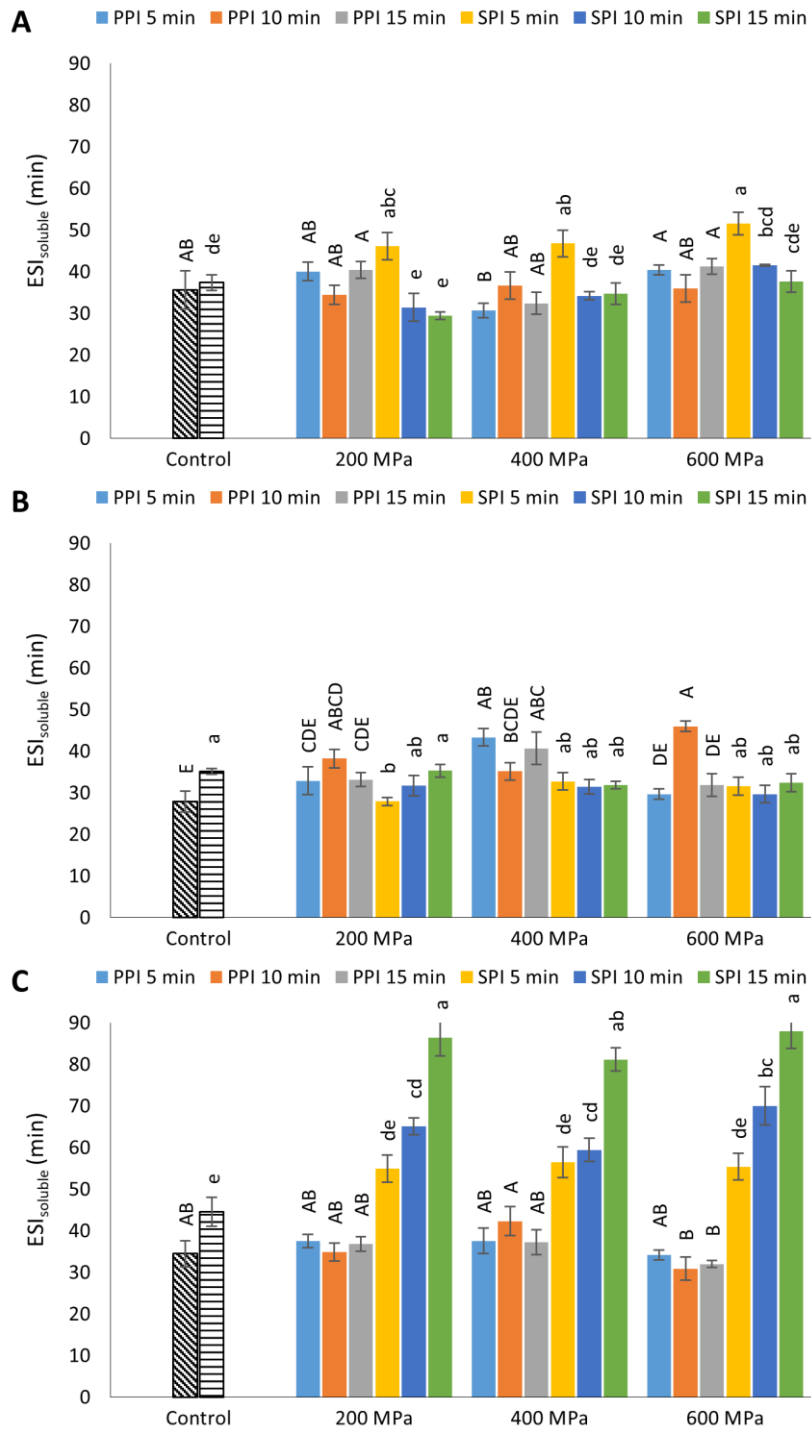 A
PPI 5 min PPI 10 min PPI 15 min SPI 5 min SPI 10 min SPI 15 min
90
80
70
60
50
40
30
20
10
0
ESIsoluble (min)
AB de AB AB A abc e e B AB AB ab de de A AB A a bcd cde
Control 200 MPa 400 MPa 600 MPa
B
PPI 5 min PPI 10 min PPI 15 min SPI 5 min SPI 10 min SPI 15 min
90
80
70
60
50
40
30
20
10
0
ESIsoluble (min)
E a CDE ABCD CDE b ab a AB BCDE ABC ab ab ab DE A DE ab ab ab
Control 200 MPa 400 MPa 600 MPa
C
PPI 5 min PPI 10 min PPI 15 min SPI 5 min SPI 10 min SPI 15 min
90
80
70
60
50
40
30
20
10
0
ESIsoluble (min)
AB e AB AB AB de cd a AB A AB de cd ab AB B B de bc a
Control 200 MPa 400 MPa 600 MPa